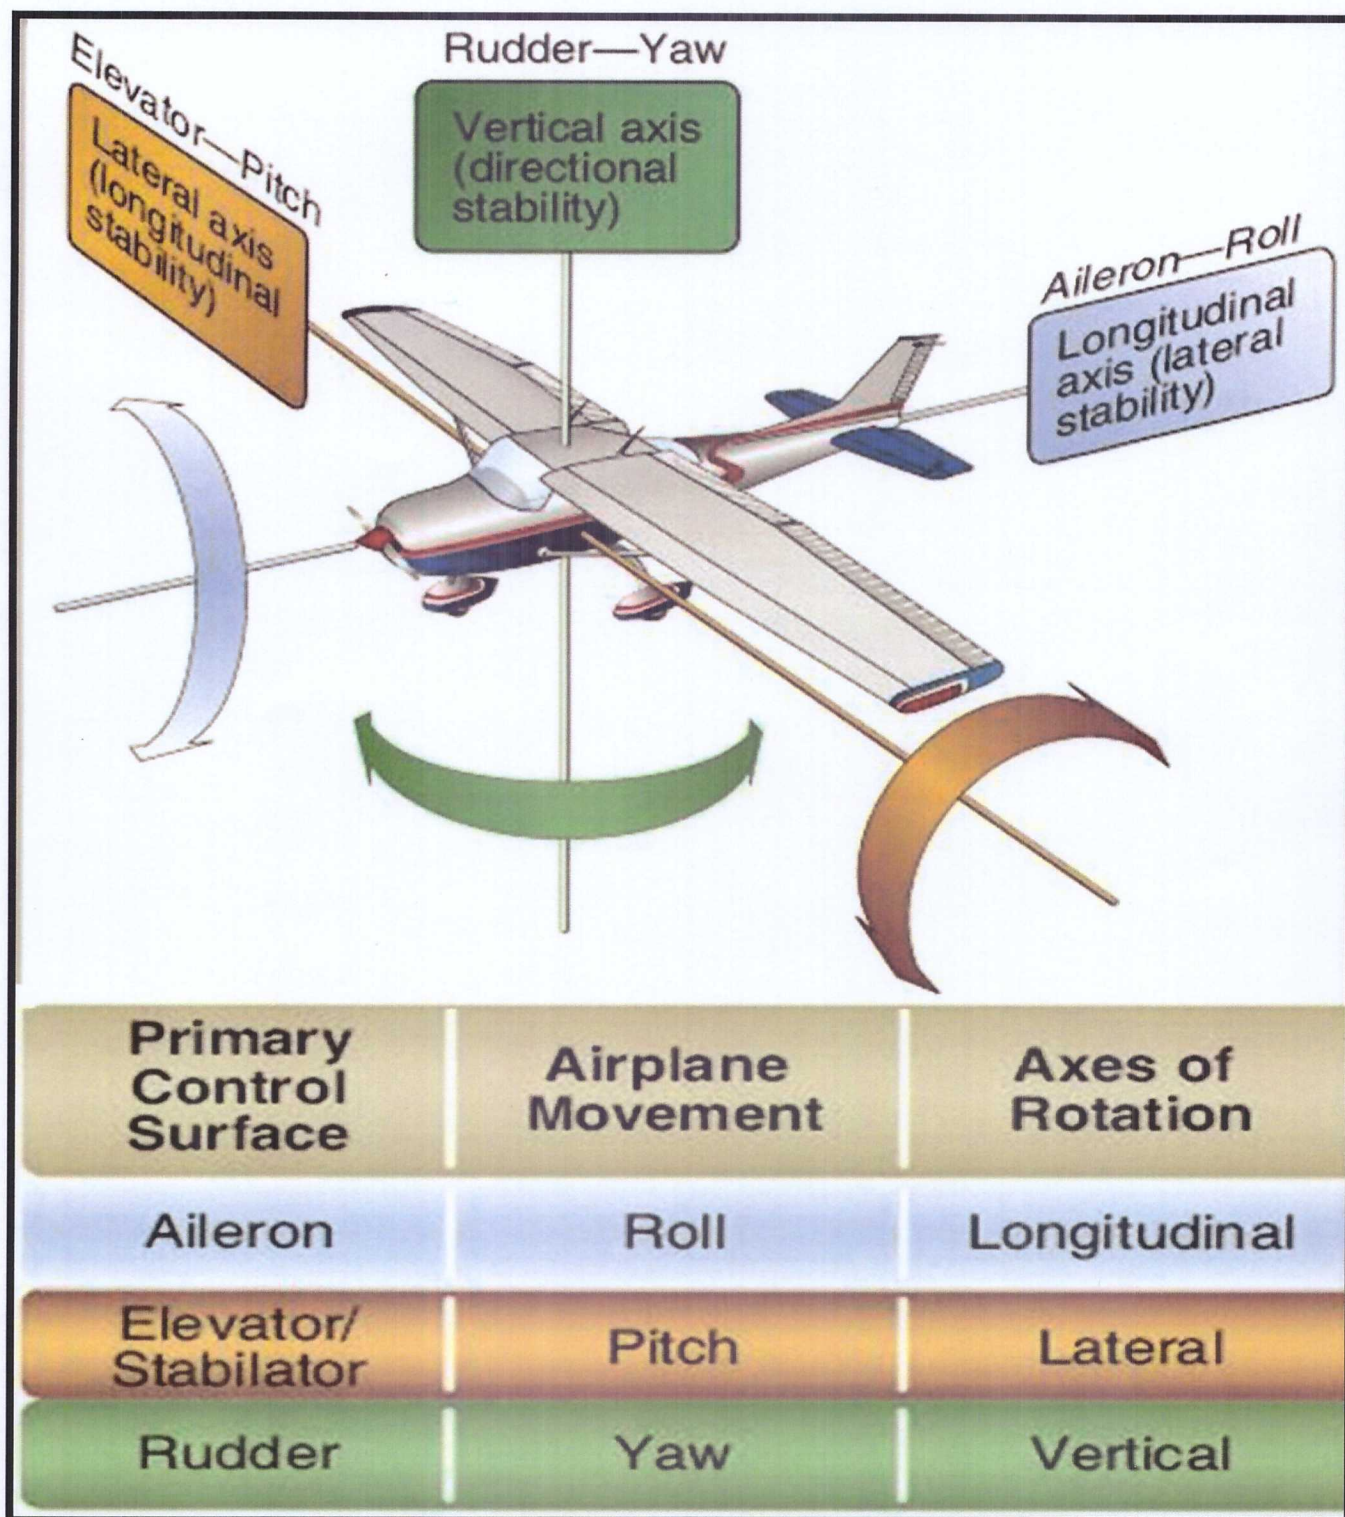 Rudder—Yaw
Vertical axis
(directional
stability)
Elevator—Pitch
Lateral axis
(longitudinal
stability)
Aileron—Roll
Longitudinal
axis (lateral
stability)
Primary
Control
Surface
Airplane
Movement
Axes of
Rotation
Aileron
Roll
Longitudinal
Elevator/
Stabilator
Pitch
Lateral
Rudder
Yaw
Vertical